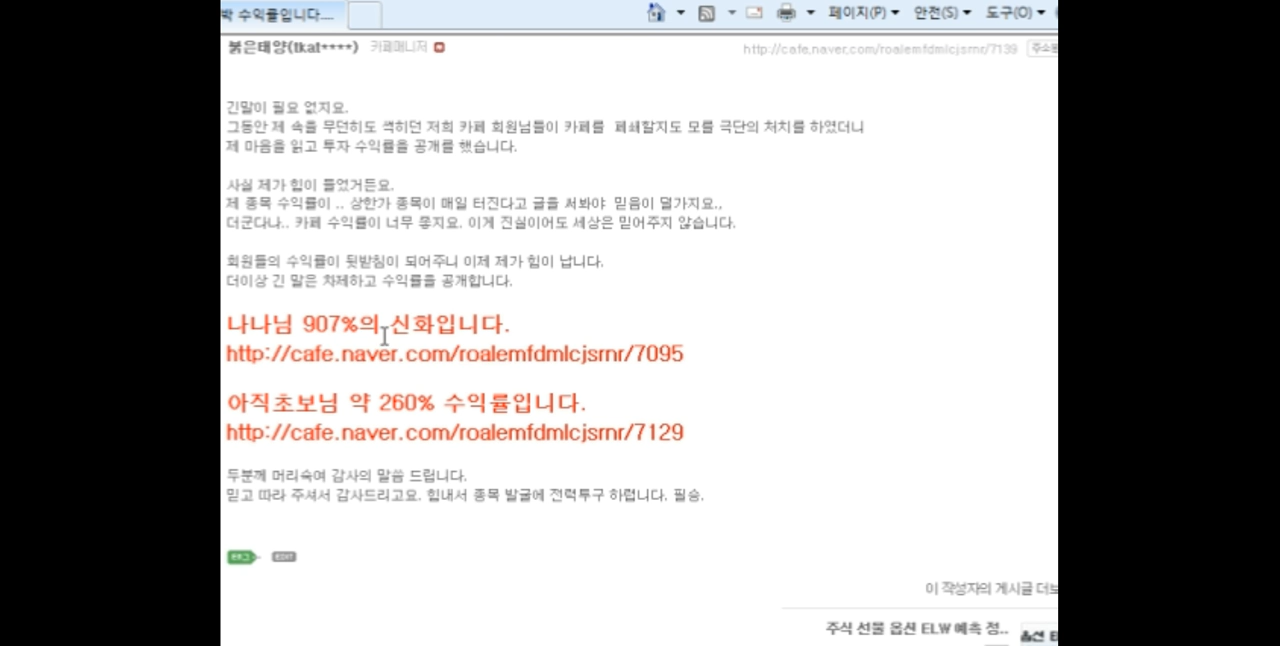 박 수익률입니다....
페이지(P) 안전(S) 도구(O)
붉은태양(tkat****) 카페매니저
http://cafe.naver.com/roalemfdmlcjsrnr/7139
긴말이 필요 없지요.
그동안 제 속을 무던히도 썩히던 저희 카페 회원님들이 카페를 폐쇄할지도 모를 극단의 처치를 하였더니
제 마음을 읽고 투자 수익률을 공개를 했습니다.
사실 제가 힘이 들었거든요.
제 종목 수익률이 .. 상한가 종목이 매일 터진다고 글을 써봐야 믿음이 덜가지요.,
더군다나.. 카페 수익률이 너무 좋지요. 이게 진실이어도 세상은 믿어주지 않습니다.
회원들의 수익률이 뒷받침이 되어주니 이제 제가 힘이 납니다.
더이상 긴 말은 차제하고 수익률을 공개합니다.
나나님 907%의 신화입니다.
http://cafe.naver.com/roalemfdmlcjsrnr/7095
아직초보님 약 260% 수익률입니다.
http://cafe.naver.com/roalemfdmlcjsrnr/7129
두분께 머리숙여 감사의 말씀 드립니다.
믿고 따라 주셔서 감사드리고요. 힘내서 종목 발굴에 전력투구 하렵니다. 필승.
태그 EDIT
이 작성자의 게시글 더보
주식 선물 옵션 ELW 예측 정..